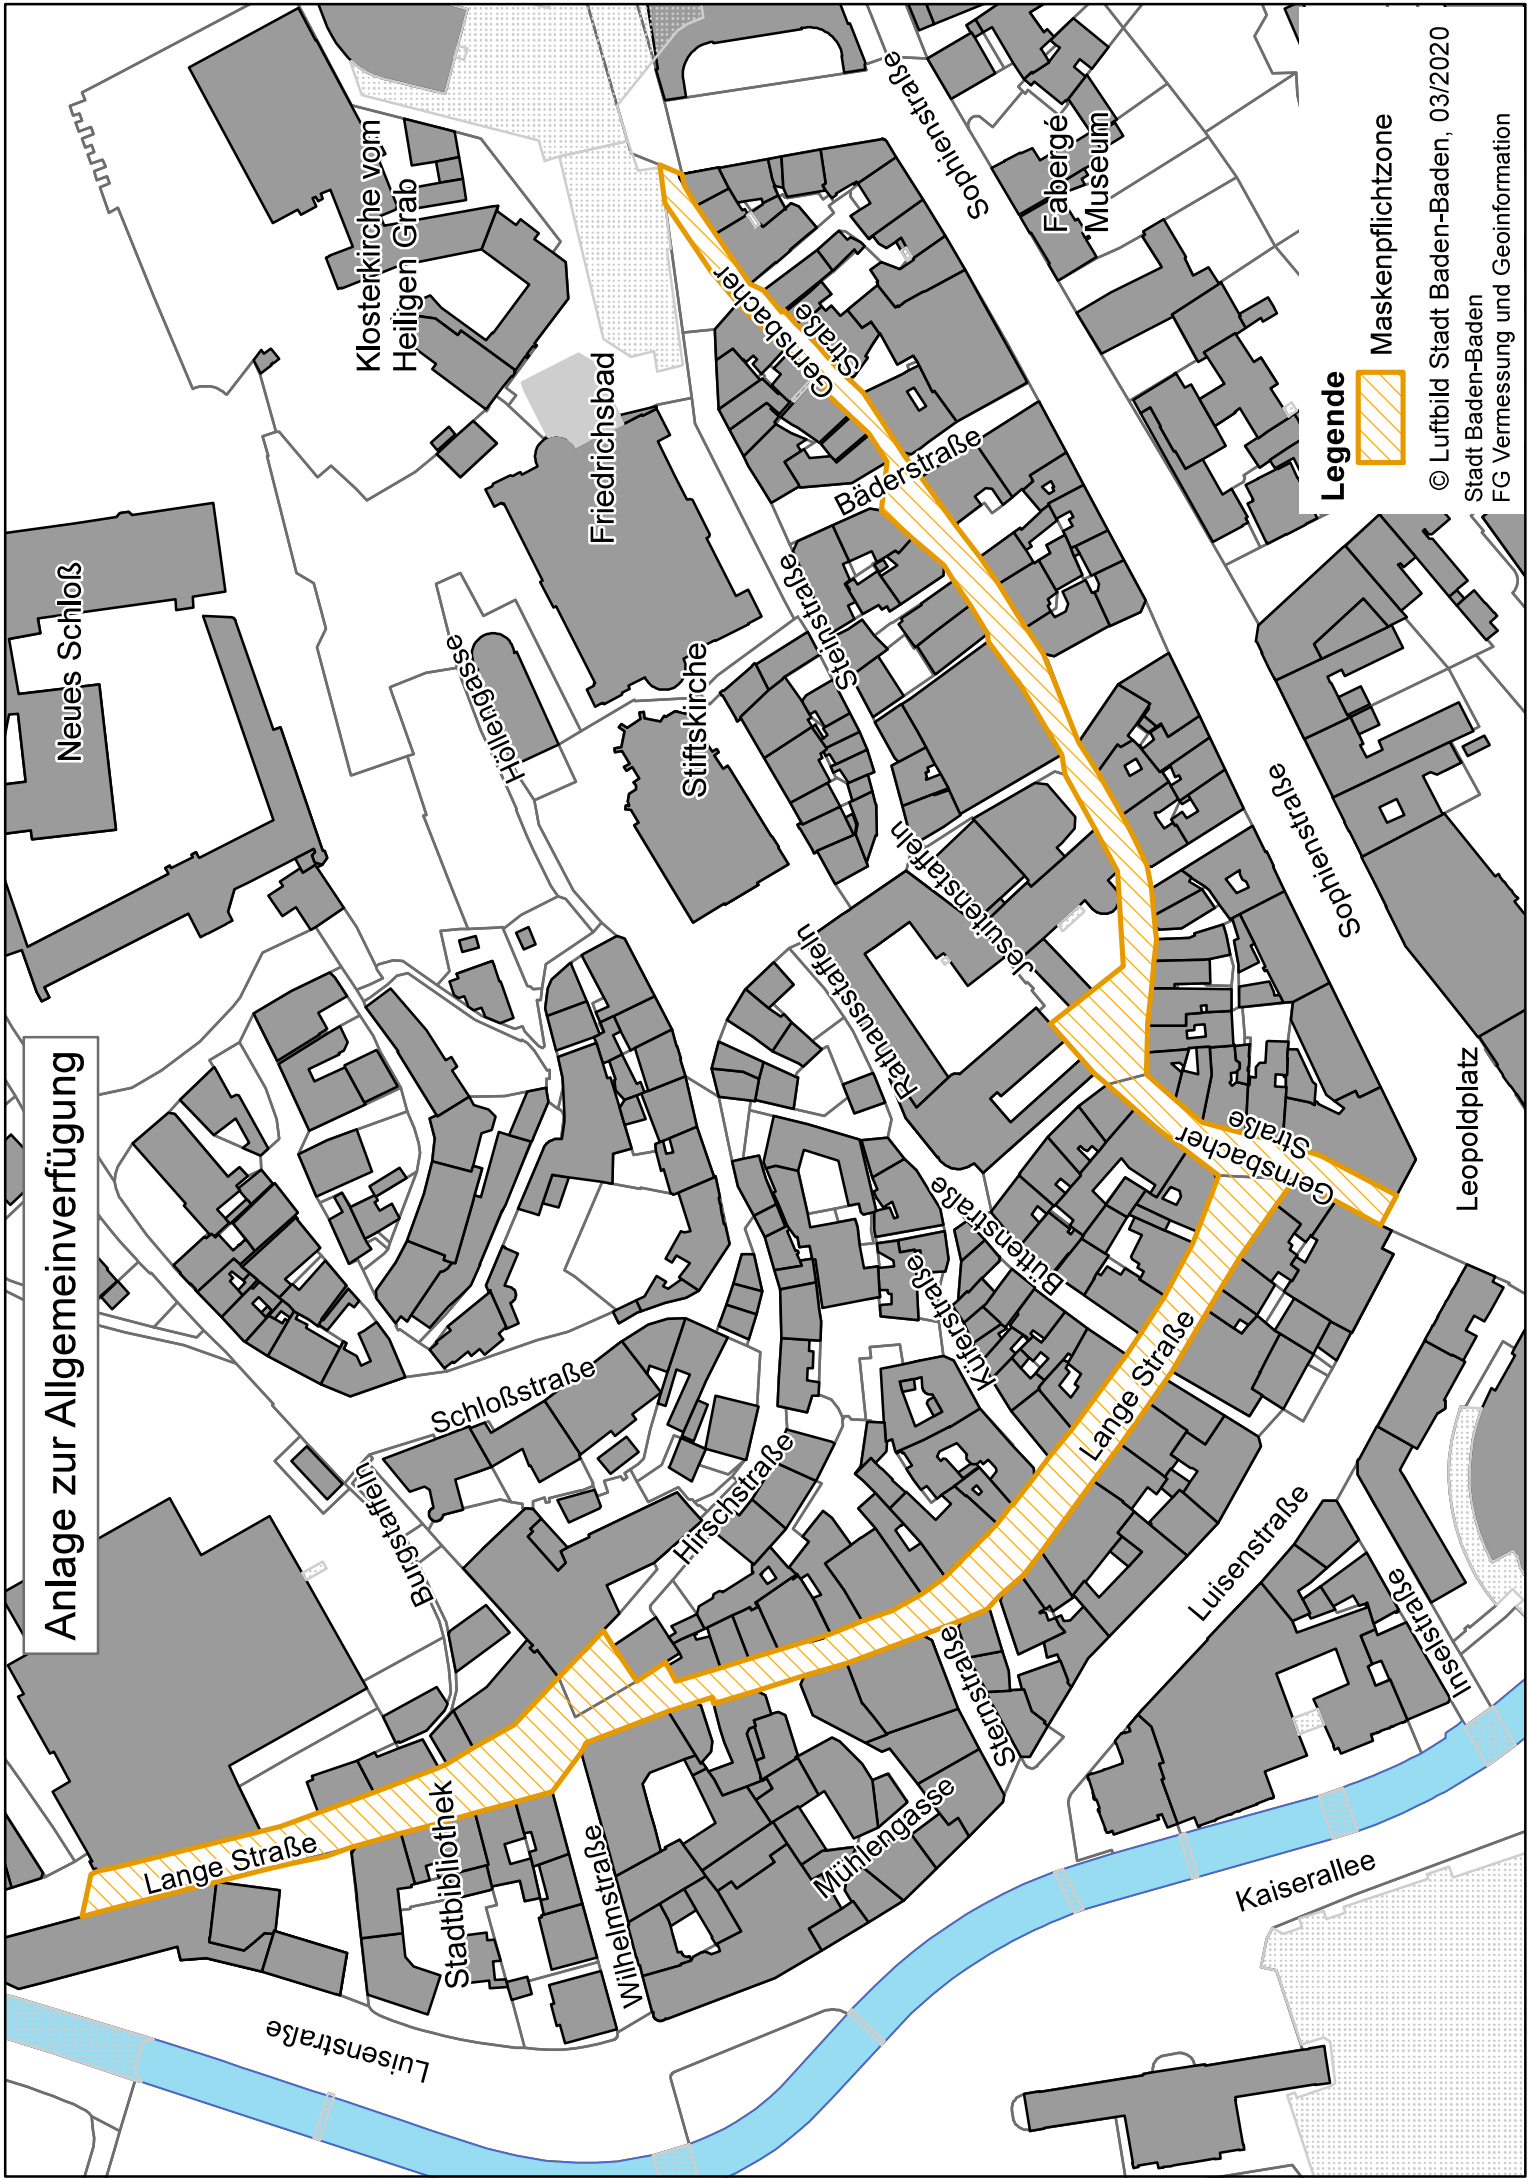 Anlage zur Allgemeinverfügung
Neues Schloß
Klosterkirche vom
Heiligen Grab
Friedrichsbad
Höllengasse
Stiftskirche
Steinstraße
Bäderstraße
Gernsbacher
Straße
Sophienstraße
Fabergé
Museum
Schloßstraße
Burgstaffeln
Hirschstraße
Rathausstaffeln
Jesuitenstaffeln
Küferstraße
Büttenstraße
Gernsbacher
Straße
Sophienstraße
Leopoldplatz
Lange Straße
Lange Straße
Stadtbibliothek
Wilhelmstraße
Mühlengasse
Sternstraße
Luisenstraße
Luisenstraße
Inselstraße
Kaiserallee
Legende
Maskenpflichtzone
© Luftbild Stadt Baden-Baden, 03/2020
Stadt Baden-Baden
FG Vermessung und Geoinformation